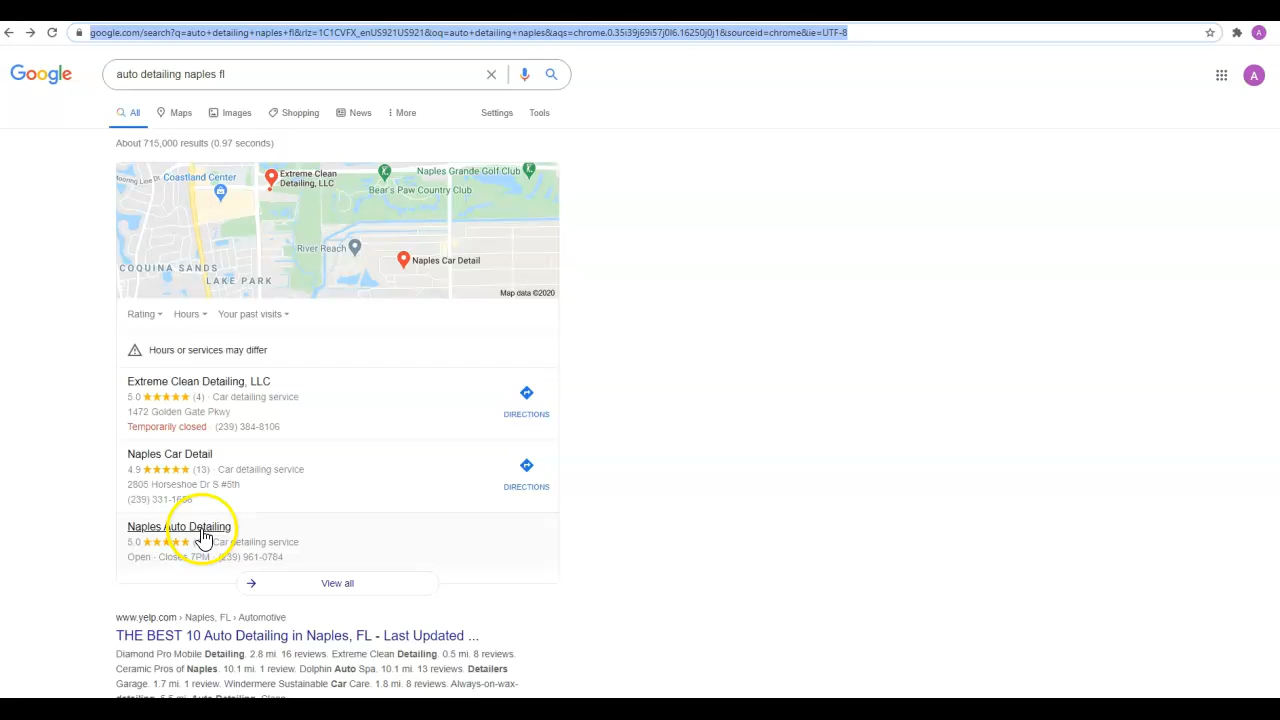 google.com/search?q=auto+detailing+naples+fl&rlz=1C1CVFX_enUS921US921&oq=auto+detailing+naples&aqs=chrome.0.35i39j69i57j0l6.16250j0j1&sourceid=chrome&ie=UTF-8
A
Google
auto detailing naples fl
A
All Maps Images Shopping News More Settings Tools
About 715,000 results (0.97 seconds)
Coastland Center
Extreme Clean
Detailing, LLC
Naples Grande Golf Club
Bear's Paw Country Club
River Reach
Naples Car Detail
COQUINA SANDS
LAKE PARK
Map data ©2020
Rating Hours Your past visits
Hours or services may differ
Extreme Clean Detailing, LLC
5.0 (4) · Car detailing service
1472 Golden Gate Pkwy
Temporarily closed · (239) 384-8106
DIRECTIONS
Naples Car Detail
4.9 (13) · Car detailing service
2805 Horseshoe Dr S #5th
(239)
DIRECTIONS
Naples Auto Detailing
5.0 Car detailing service
Open · Closes 7PM · (239) 961-0784
View all
www.yelp.com › Naples, FL › Automotive
THE BEST 10 Auto Detailing in Naples, FL - Last Updated ...
Diamond Pro Mobile Detailing. 2.8 mi. 16 reviews. Extreme Clean Detailing. 0.5 mi. 8 reviews.
Ceramic Pros of Naples. 10.1 mi. 1 review. Dolphin Auto Spa. 10.1 mi. 13 reviews. Detailers
Garage. 1.7 mi. 1 review. Windermere Sustainable Car Care. 1.8 mi. 8 reviews. Always-on-wax-